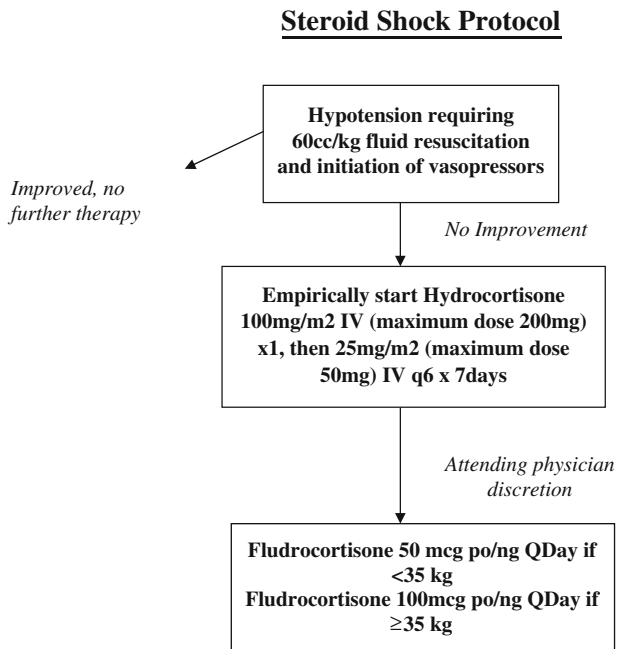 Steroid Shock Protocol
Hypotension requiring
60cc/kg fluid resuscitation
and initiation of vasopressors
Improved, no
further therapy
No Improvement
Empirically start Hydrocortisone
100mg/m2 IV (maximum dose 200mg)
x1, then 25mg/m2 (maximum dose
50mg) IV q6 x 7days
Attending physician
discretion
Fludrocortisone 50 mcg po/ng QDay if
<35 kg
Fludrocortisone 100mcg po/ng QDay if
≥35 kg